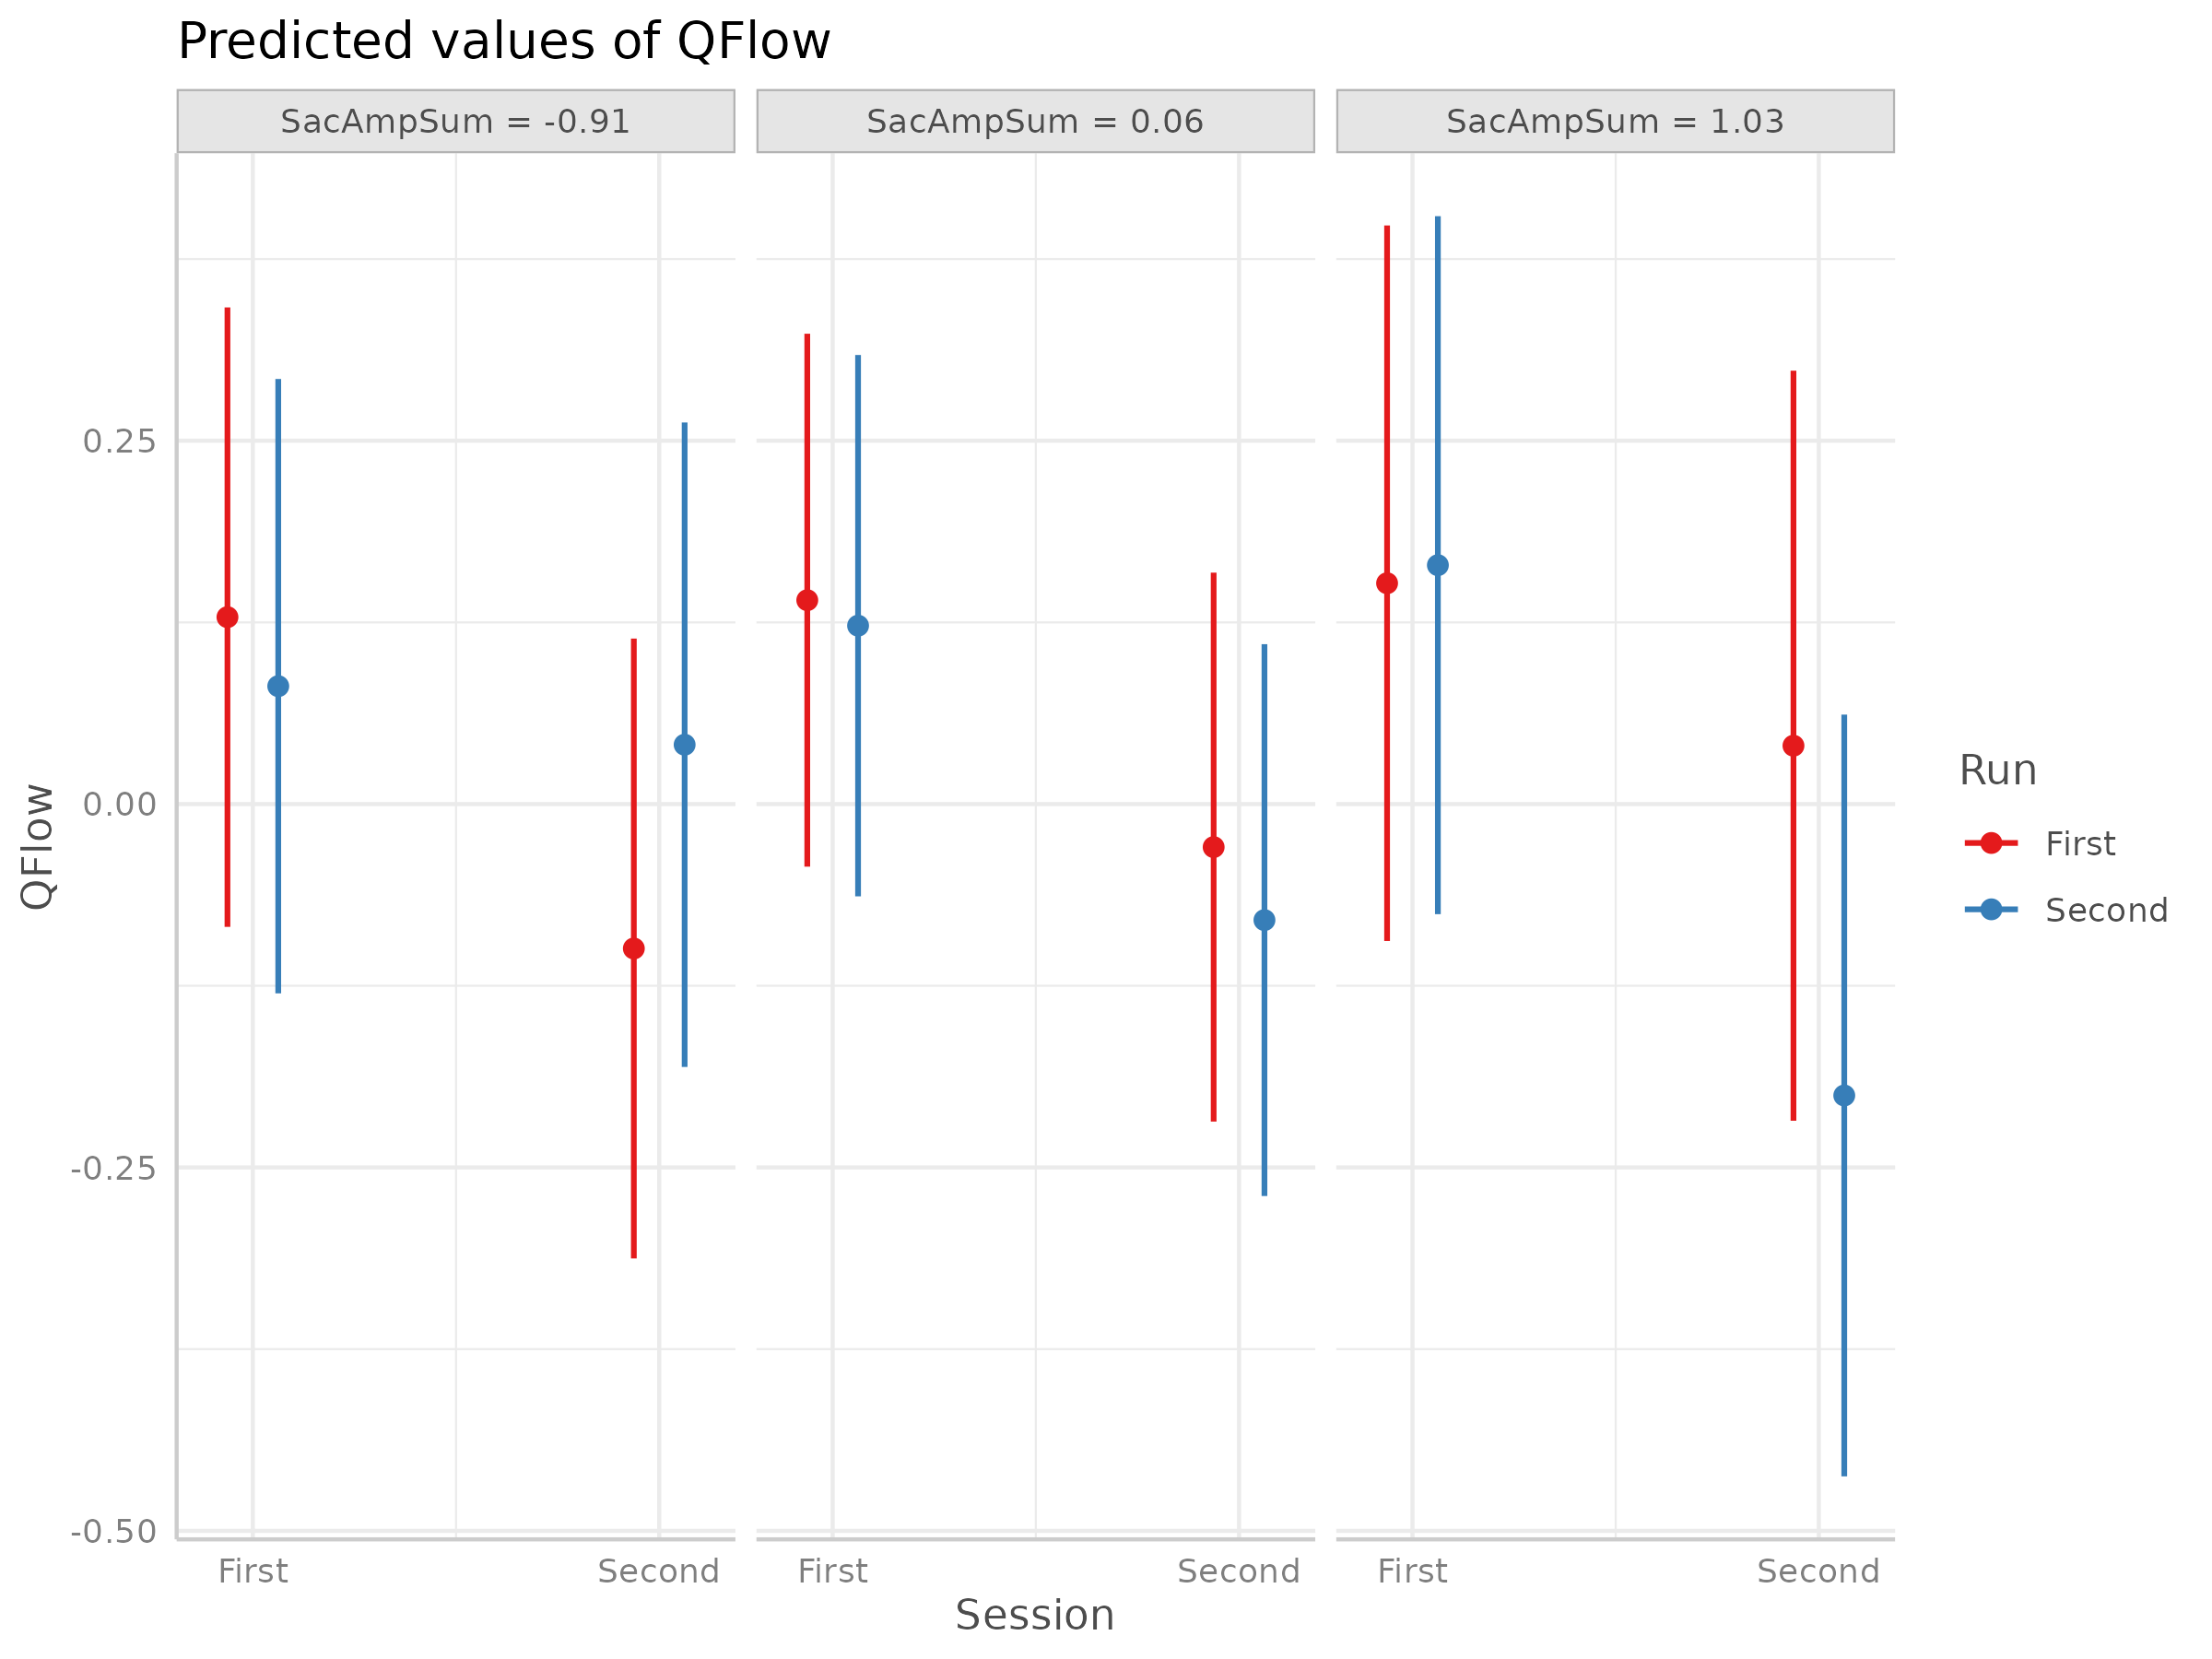 Predicted values of QFlow
SacAmpSum = -0.91
SacAmpSum = 0.06
SacAmpSum = 1.03
0.25
0.00
-0.25
-0.50
QFlow
First
Second
First
Second
First
Second
Session
Run
First
Second